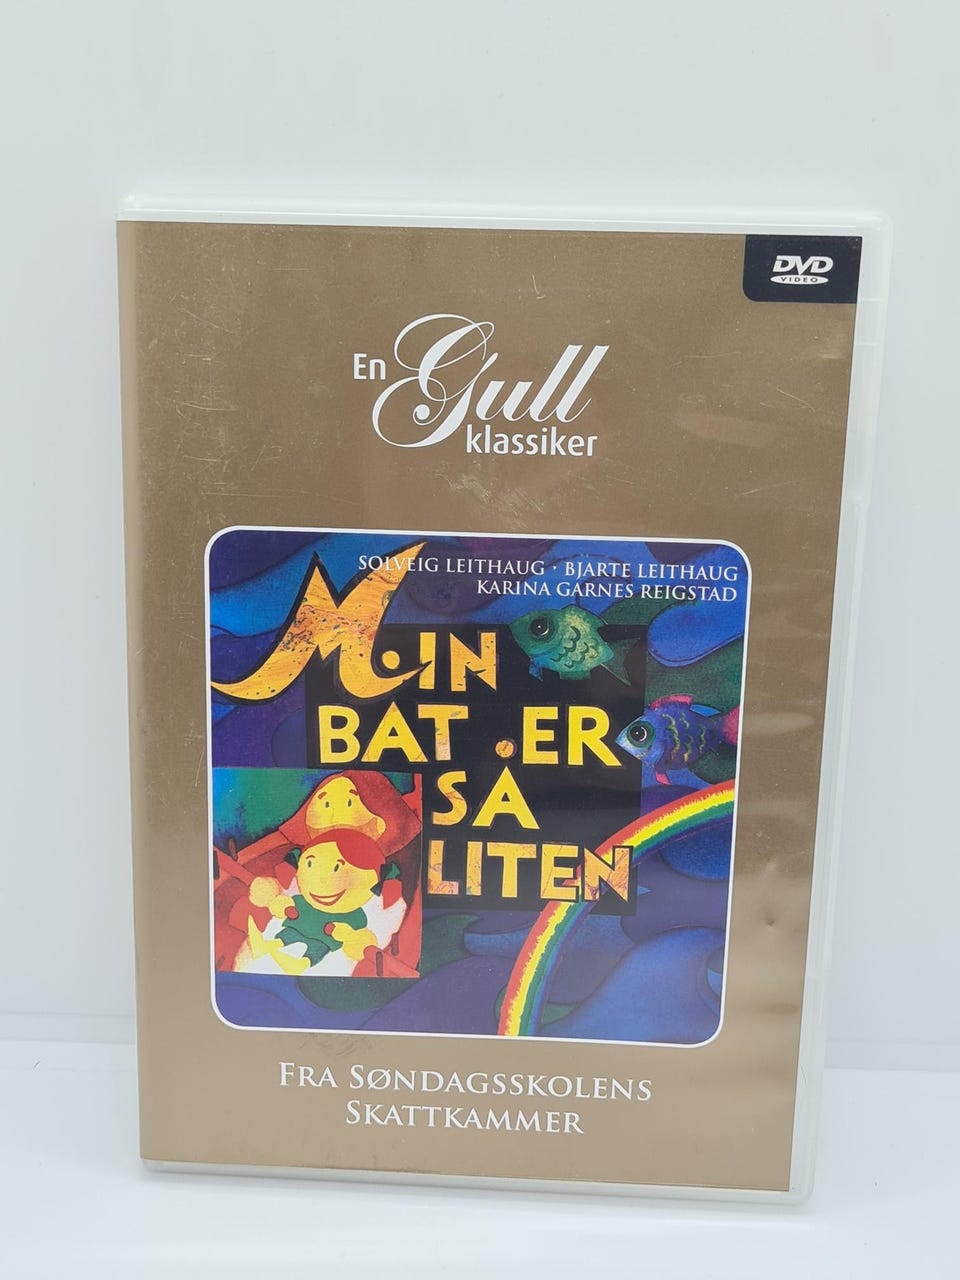 DVD
VIDEO
En Gull
klassiker
SOLVEIG LEITHAUG · BJARTE LEITHAUG
KARINA GARNES REIGSTAD
MIN
BÅT ER
SÅ
LITEN
FRA SØNDAGSSKOLENS
SKATTKAMMER